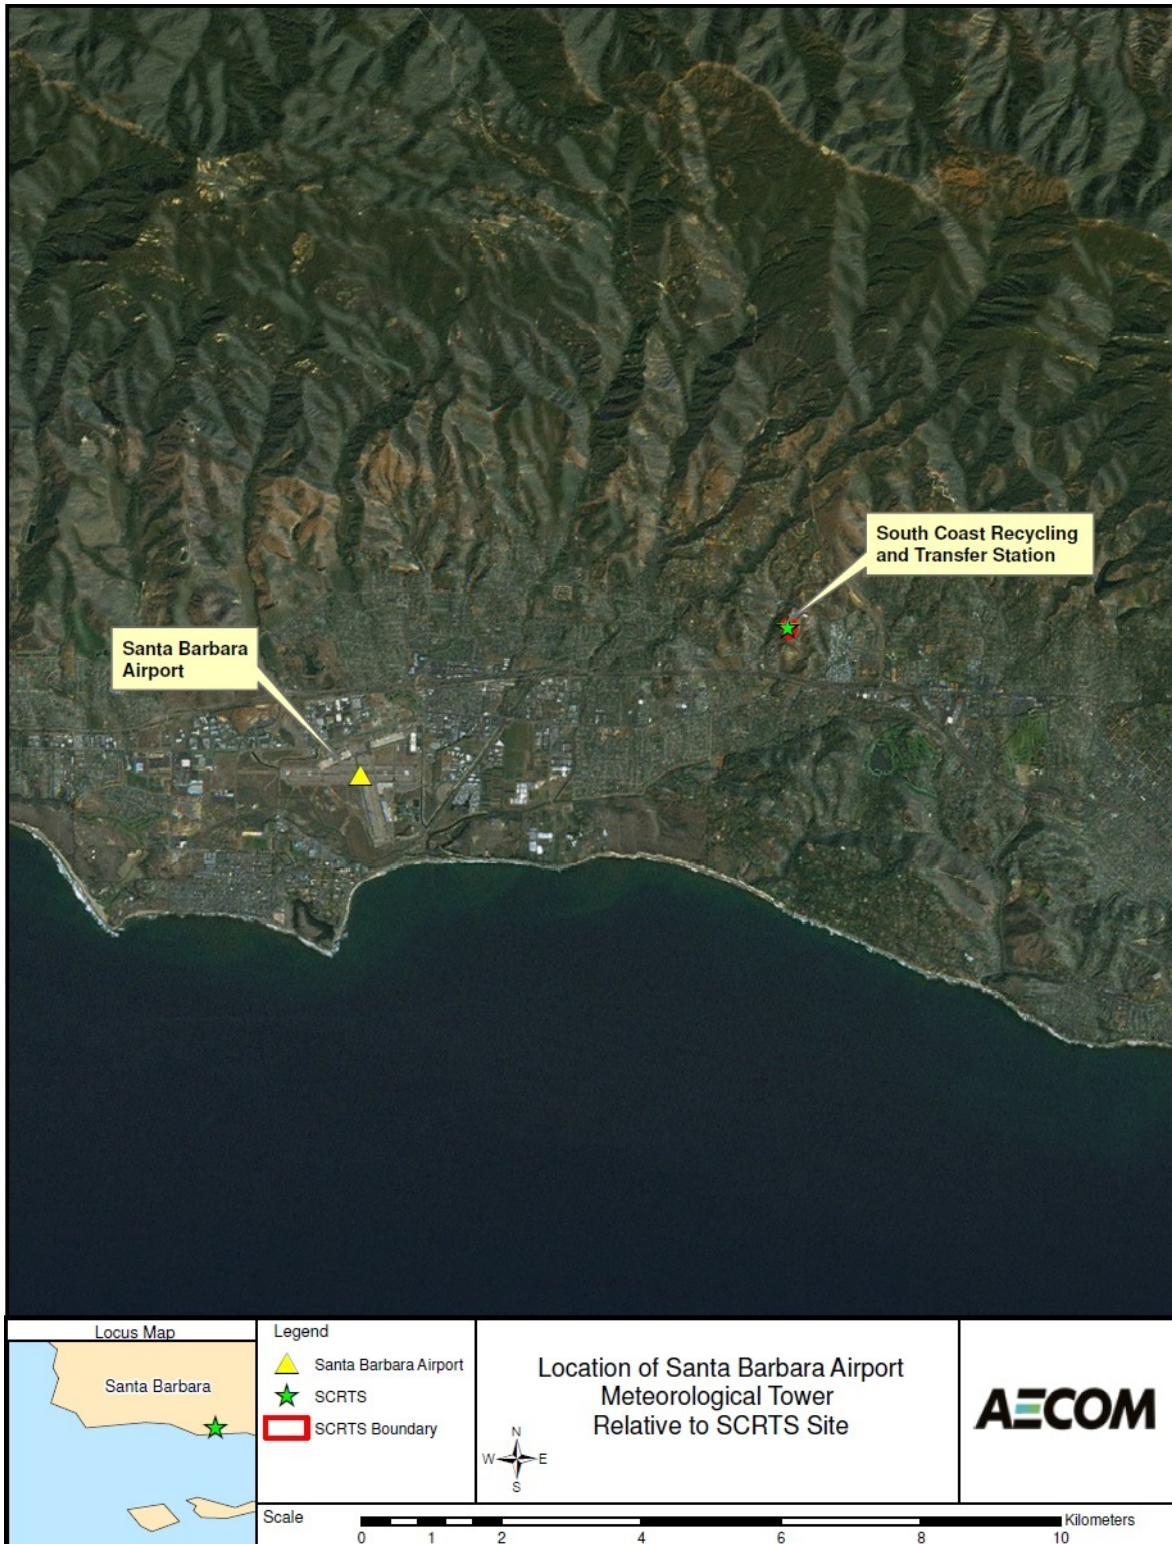 South Coast Recycling
and Transfer Station
Santa Barbara
Airport
Locus Map
Santa Barbara
Legend
Santa Barbara Airport
SCRTS
SCRTS Boundary
Location of Santa Barbara Airport
Meteorological Tower
Relative to SCRTS Site
N
W E
S
AECOM
Scale
Kilometers
0 1 2 4 6 8 10